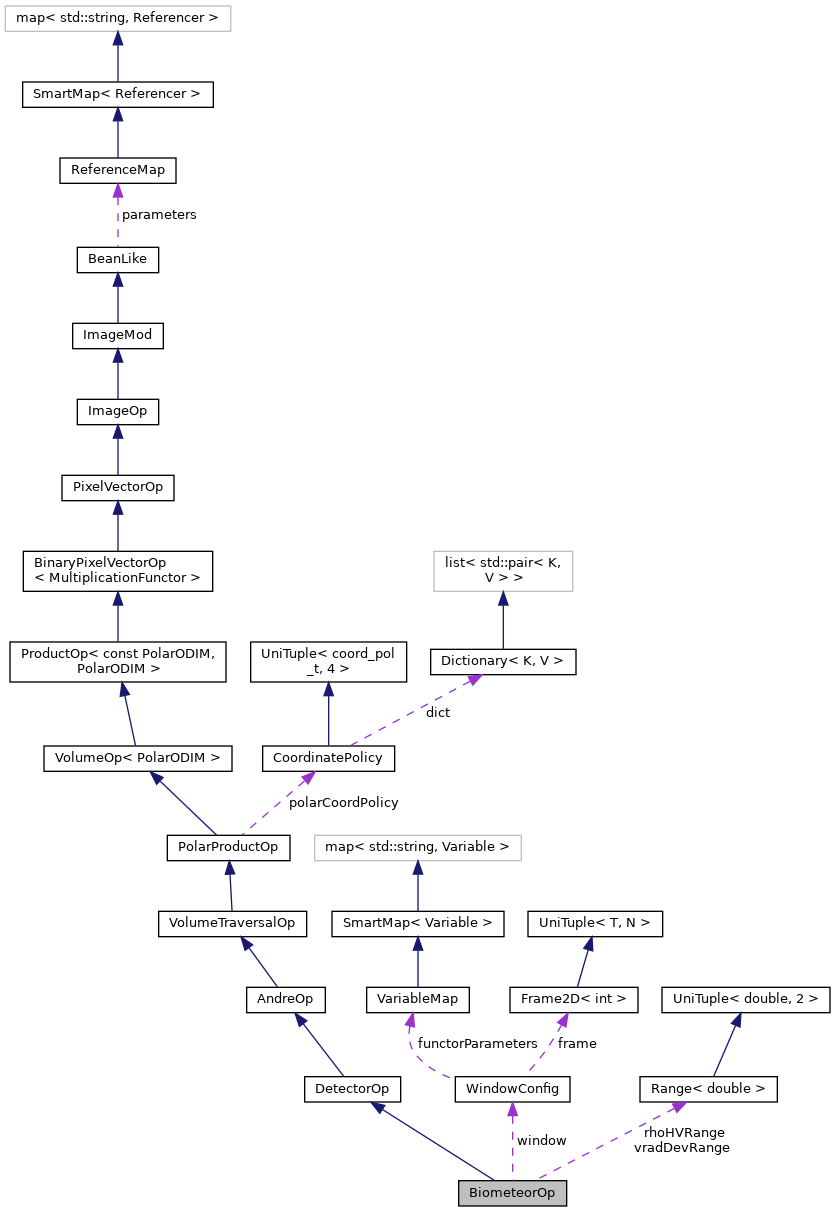 map< std::string, Referencer >
SmartMap< Referencer >
ReferenceMap
parameters
BeanLike
ImageMod
ImageOp
PixelVectorOp
BinaryPixelVectorOp
< MultiplicationFunctor >
list< std::pair< K,
V > >
ProductOp< const PolarODIM,
PolarODIM >
UniTuple< coord_pol
_t, 4 >
Dictionary< K, V >
dict
VolumeOp< PolarODIM >
CoordinatePolicy
polarCoordPolicy
PolarProductOp
map< std::string, Variable >
VolumeTraversalOp
SmartMap< Variable >
UniTuple< T, N >
AndreOp
VariableMap
Frame2D< int >
UniTuple< double, 2 >
functorParameters
frame
DetectorOp
WindowConfig
Range< double >
window
rhoHVRange
vradDevRange
BiometeorOp